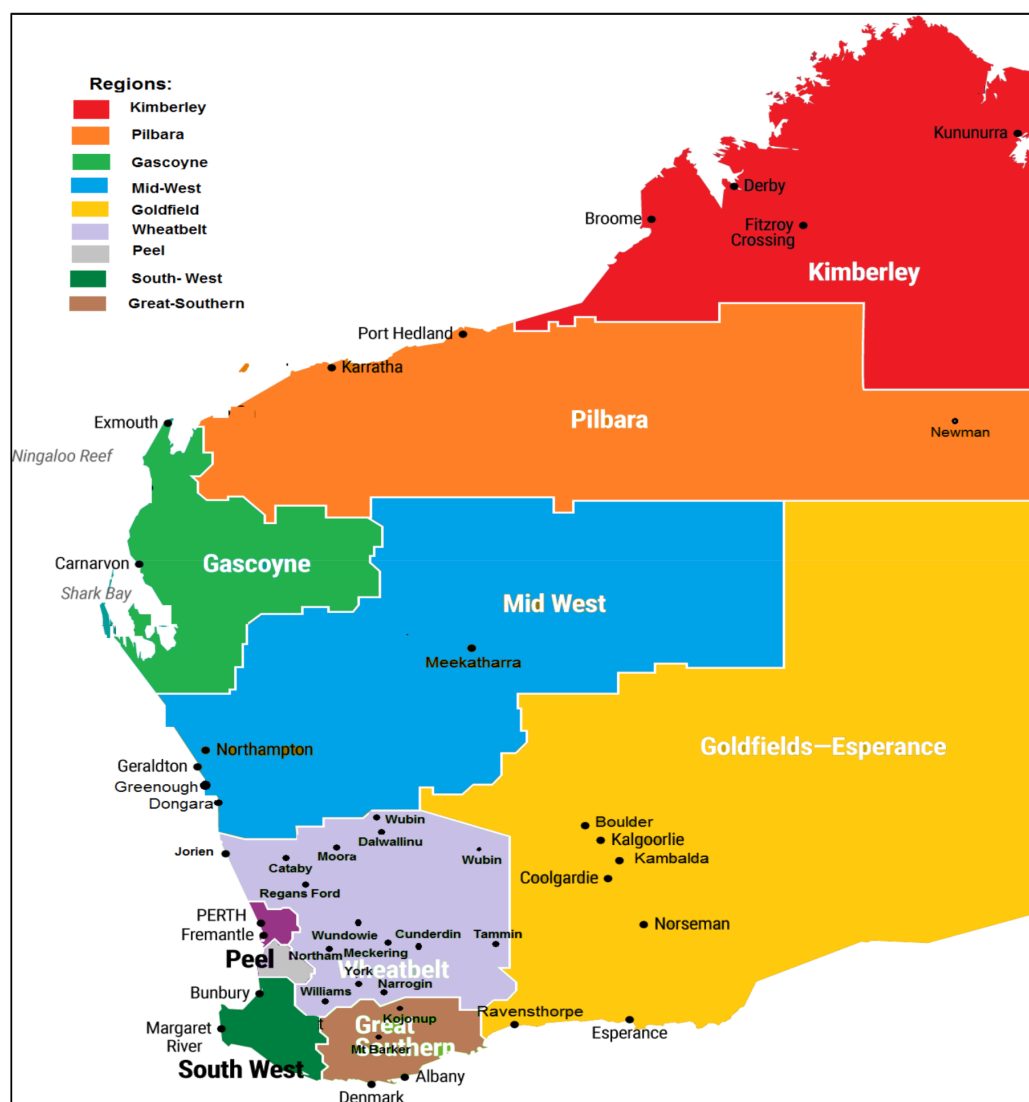 Regions:
Kimberley
Pilbara
Gascoyne
Mid-West
Goldfield
Wheatbelt
Peel
South- West
Great-Southern
Kununurra
Derby
Broome
Fitzroy
Crossing
Kimberley
Port Hedland
Karratha
Exmouth
Pilbara
Newman
Ningaloo Reef
Carnarvon
Gascoyne
Shark Bay
Mid West
Meekatharra
Northampton
Goldfields—Esperance
Geraldton
Greenough
Dongara
Wubin
Dalwallinu
Boulder
Kalgoorlie
Jorien
Moora
Wubin
Kambalda
Cataby
Coolgardie
Regans Ford
PERTH
Norseman
Fremantle
Wundowie
Cunderdin
Tammin
Peel
Northam
Meckering
Wheatbelt
York
Bunbury
Williams
Narrogin
Ravensthorpe
Kojonup
Esperance
Margaret
River
t
Great
Southern
Mt Barker
South West
Albany
Denmark